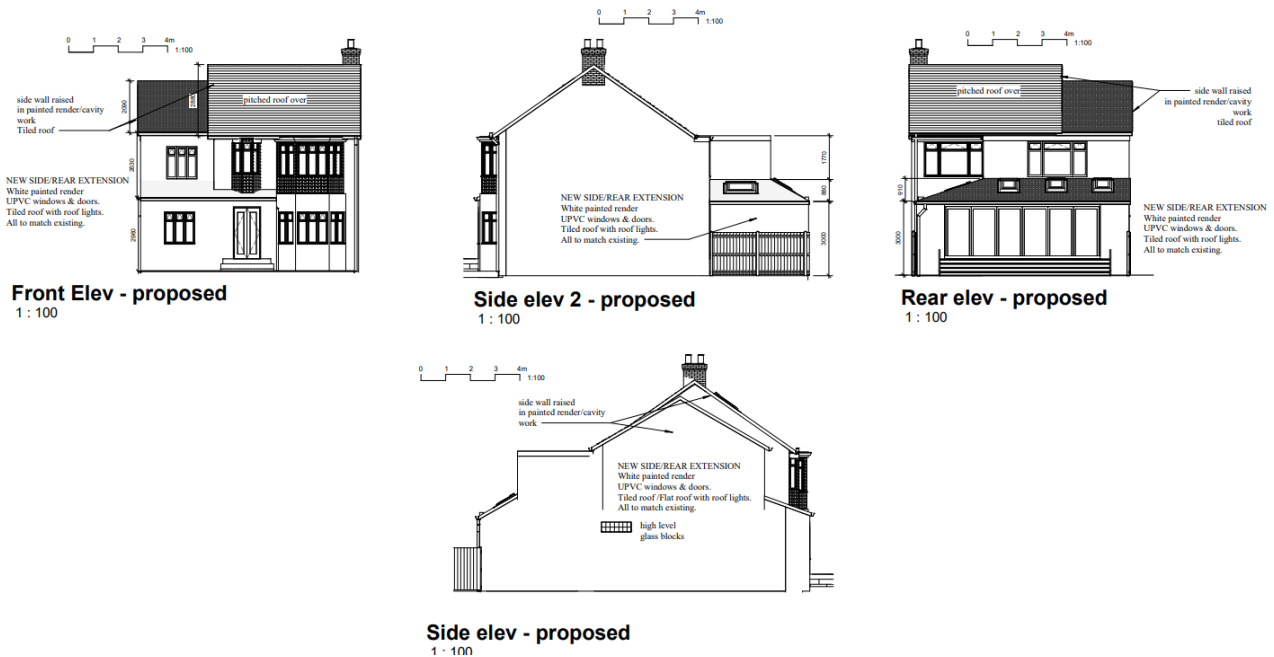 0 1 2 3 4m
1:100
side wall raised
in painted render/cavity
work
Tiled roof
pitched roof over
2090
2885
2630
2980
NEW SIDE/REAR EXTENSION
White painted render
UPVC windows & doors.
Tiled roof with roof lights.
All to match existing.
Front Elev - proposed
1 : 100
0 1 2 3 4m
1:100
NEW SIDE/REAR EXTENSION
White painted render
UPVC windows & doors.
Tiled roof with roof lights.
All to match existing.
1770
880
3000
Side elev 2 - proposed
1 : 100
0 1 2 3 4m
1:100
pitched roof over
side wall raised
in painted render/cavity
work
tiled roof
910
3000
NEW SIDE/REAR EXTENSION
White painted render
UPVC windows & doors.
Tiled roof with roof lights.
All to match existing.
Rear elev - proposed
1 : 100
0 1 2 3 4m
1:100
side wall raised
in painted render/cavity
work
NEW SIDE/REAR EXTENSION
White painted render
UPVC windows & doors.
Tiled roof /Flat roof with roof lights.
All to match existing.
high level
glass blocks
Side elev - proposed
1 : 100